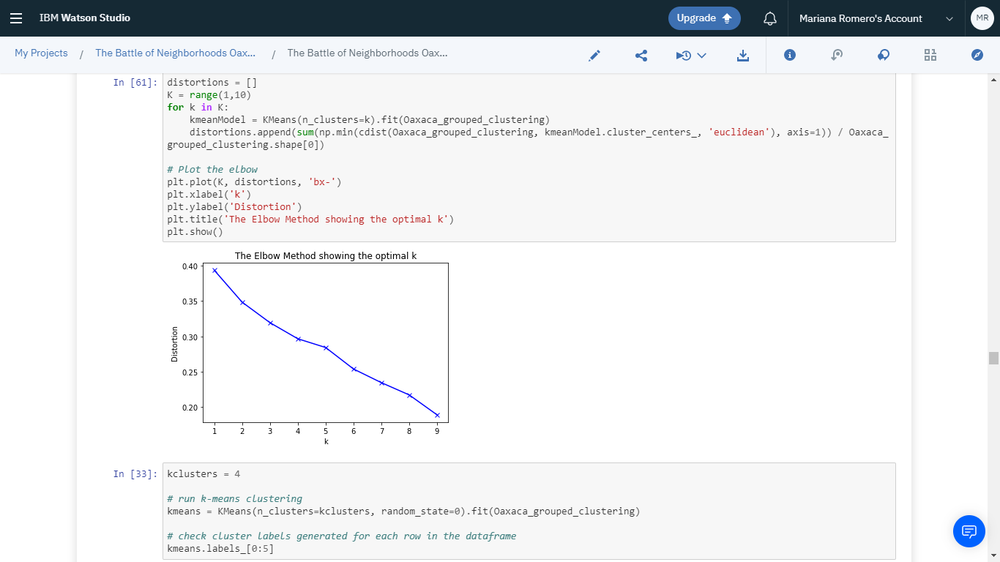 IBM Watson Studio
Upgrade
Mariana Romero's Account
MR
My Projects / The Battle of Neighborhoods Oax... / The Battle of Neighborhoods Oax...
In [61]:
distortions = []
K = range(1,10)
for k in K:
    kmeanModel = KMeans(n_clusters=k).fit(Oaxaca_grouped_clustering)
    distortions.append(sum(np.min(cdist(Oaxaca_grouped_clustering, kmeanModel.cluster_centers_, 'euclidean'), axis=1)) / Oaxaca_
grouped_clustering.shape[0])
# Plot the elbow
plt.plot(K, distortions, 'bx-')
plt.xlabel('k')
plt.ylabel('Distortion')
plt.title('The Elbow Method showing the optimal k')
plt.show()
The Elbow Method showing the optimal k
0.40
0.35
0.30
0.25
0.20
Distortion
1 2 3 4 5 6 7 8 9
k
In [33]:
kclusters = 4
# run k-means clustering
kmeans = KMeans(n_clusters=kclusters, random_state=0).fit(Oaxaca_grouped_clustering)
# check cluster labels generated for each row in the dataframe
kmeans.labels_[0:5]